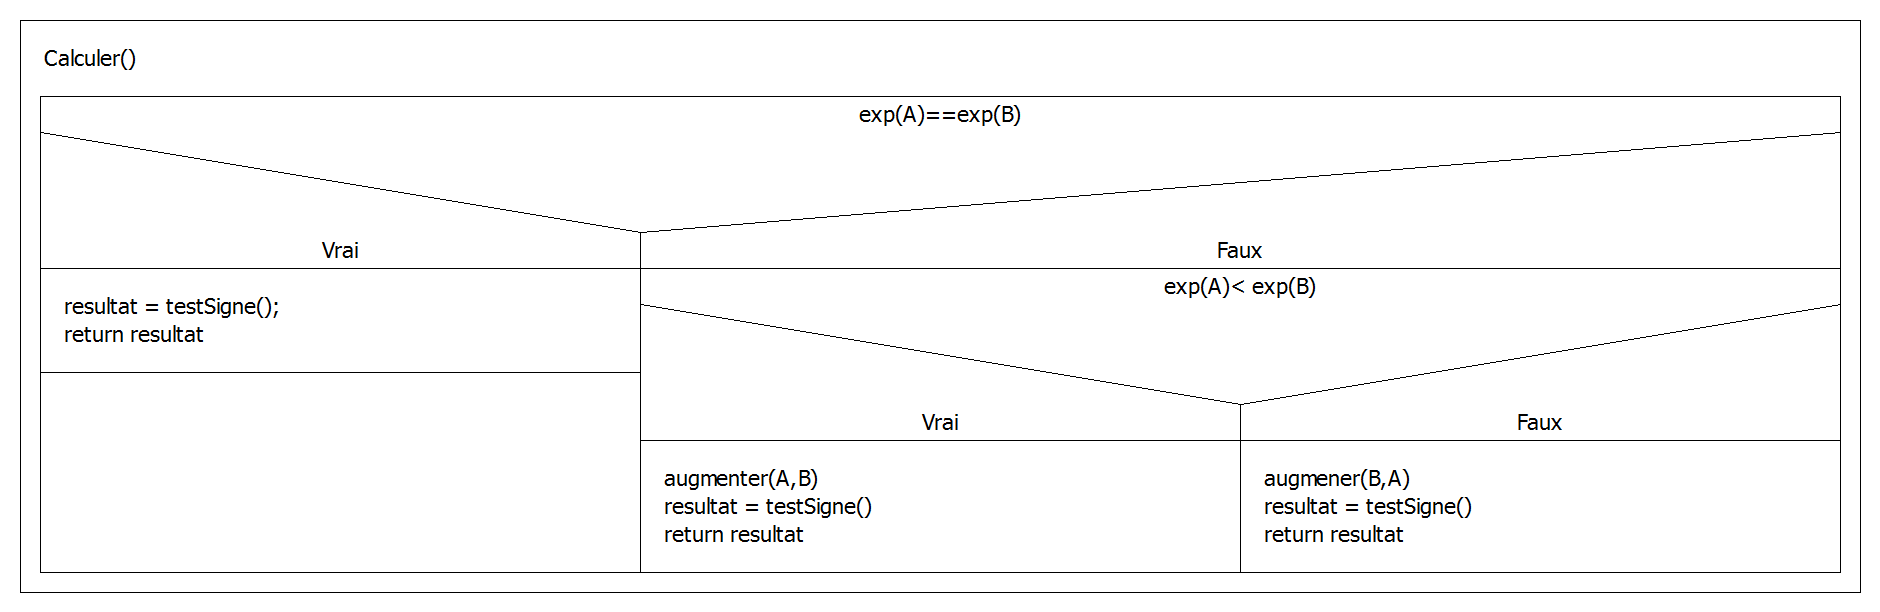 Calculer()
exp(A)==exp(B)
Vrai
Faux
resultat = testSigne();
return resultat
exp(A)< exp(B)
Vrai
Faux
augmenter(A,B)
resultat = testSigne()
return resultat
augmener(B,A)
resultat = testSigne()
return resultat